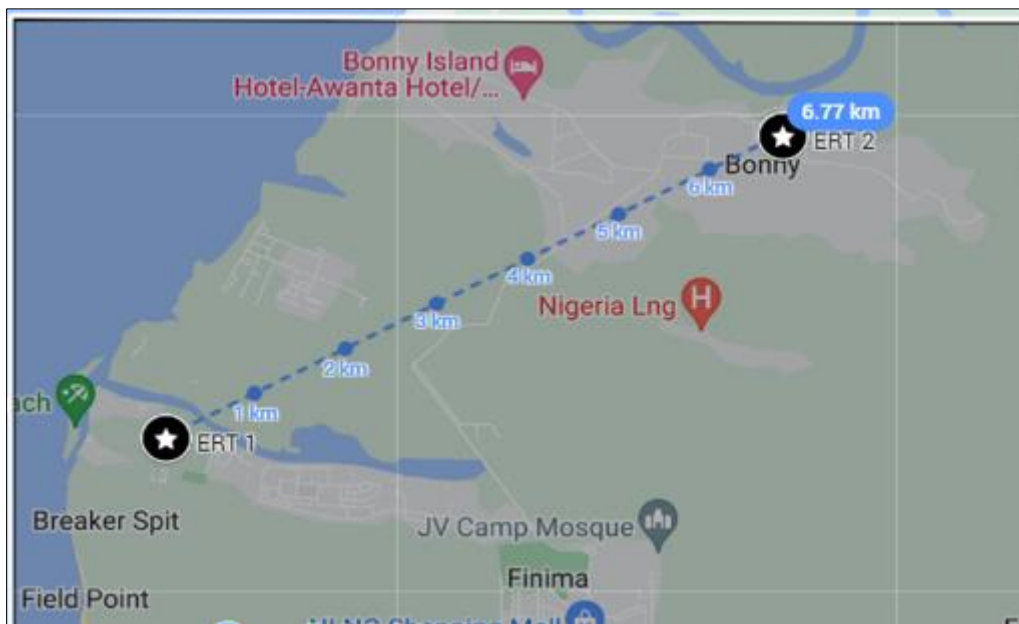 Bonny Island
Hotel-Awanta Hotel/...
6.77 km
ERT 2
Bonny
6 km
5 km
4 km
Nigeria Lng
H
3 km
2 km
ach
1 km
ERT 1
Breaker Spit
JV Camp Mosque
Finima
Field Point